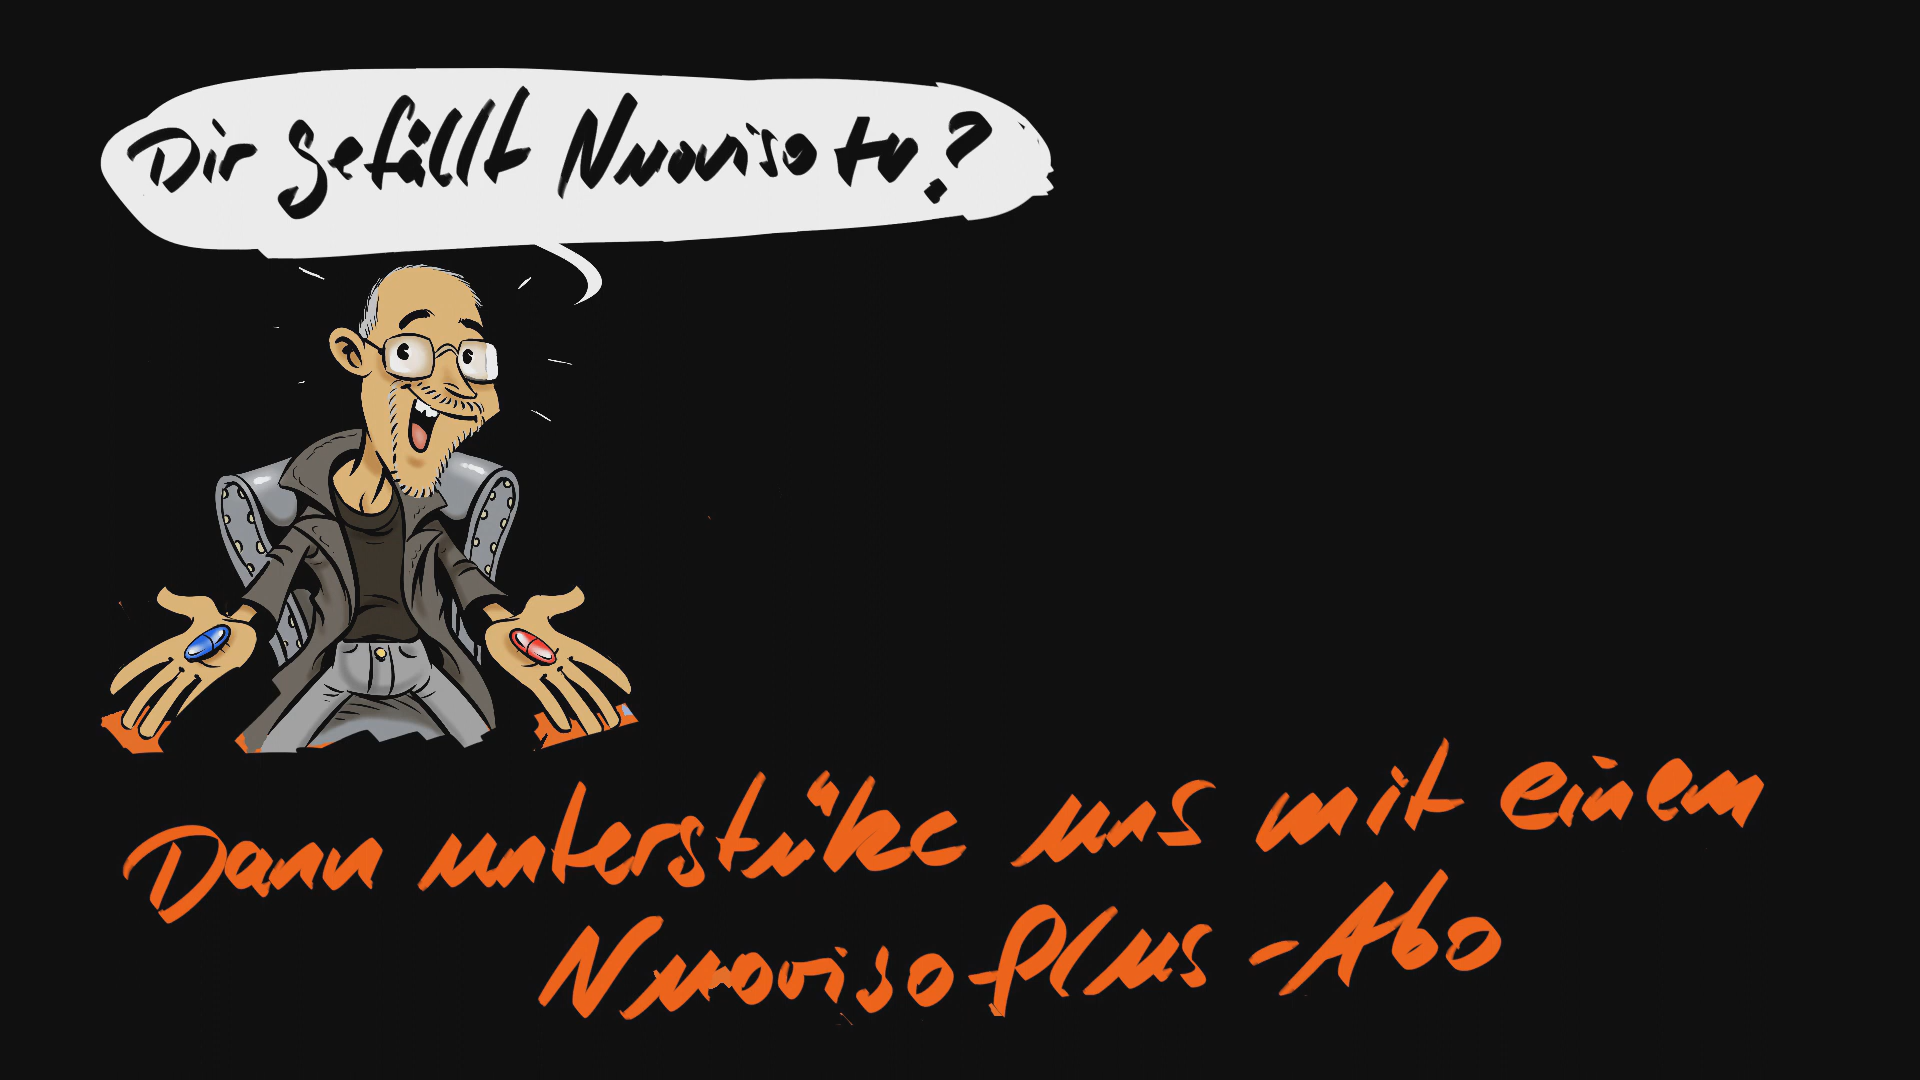 Dir gefällt Nuoviso tv?
Dann unterstütze uns mit einem
Nuoviso Plus-Abo